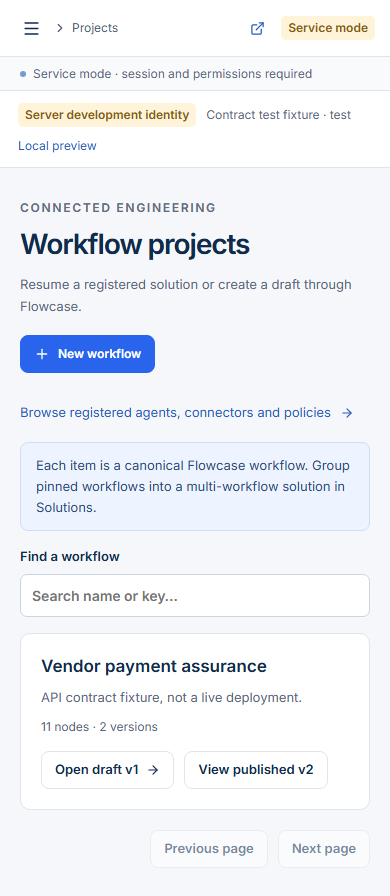 Projects
Service mode
Service mode · session and permissions required
Server development identity
Contract test fixture · test
Local preview
CONNECTED ENGINEERING
Workflow projects
Resume a registered solution or create a draft through
Flowcase.
New workflow
Browse registered agents, connectors and policies
Each item is a canonical Flowcase workflow. Group
pinned workflows into a multi-workflow solution in
Solutions.
Find a workflow
Search name or key...
Vendor payment assurance
API contract fixture, not a live deployment.
11 nodes · 2 versions
Open draft v1
View published v2
Previous page
Next page